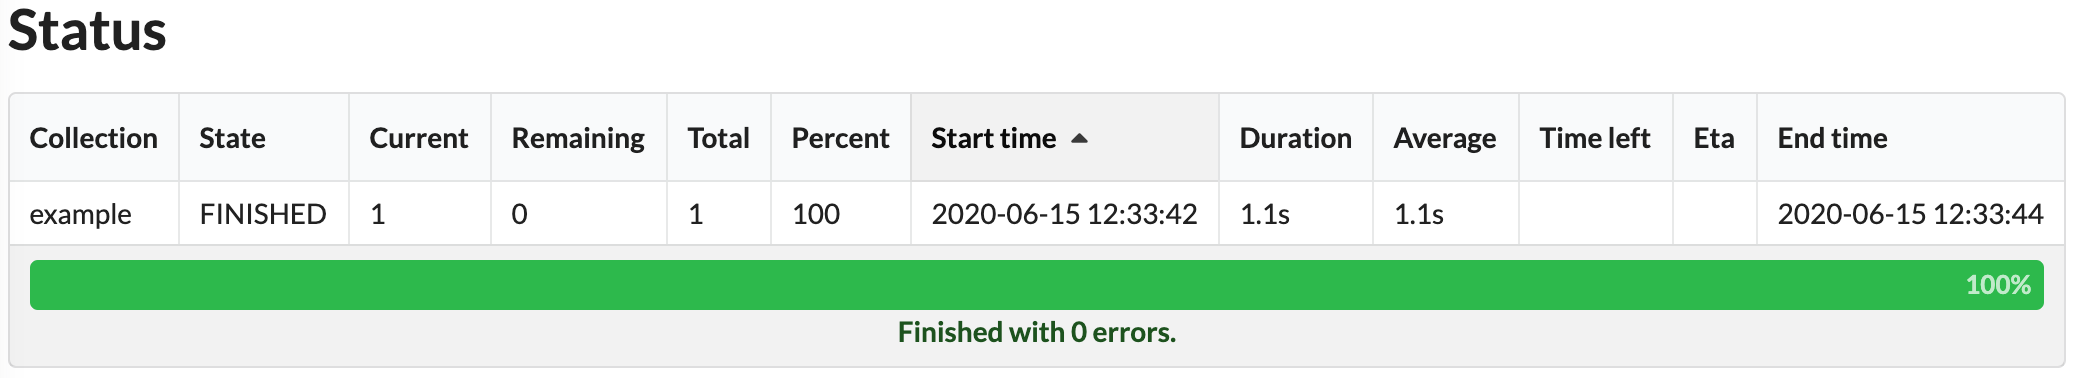 Status
Collection State Current Remaining Total Percent Start time Duration Average Time left Eta End time
example FINISHED 1 0 1 100 2020-06-15 12:33:42 1.1s 1.1s 2020-06-15 12:33:44
100%
Finished with 0 errors.